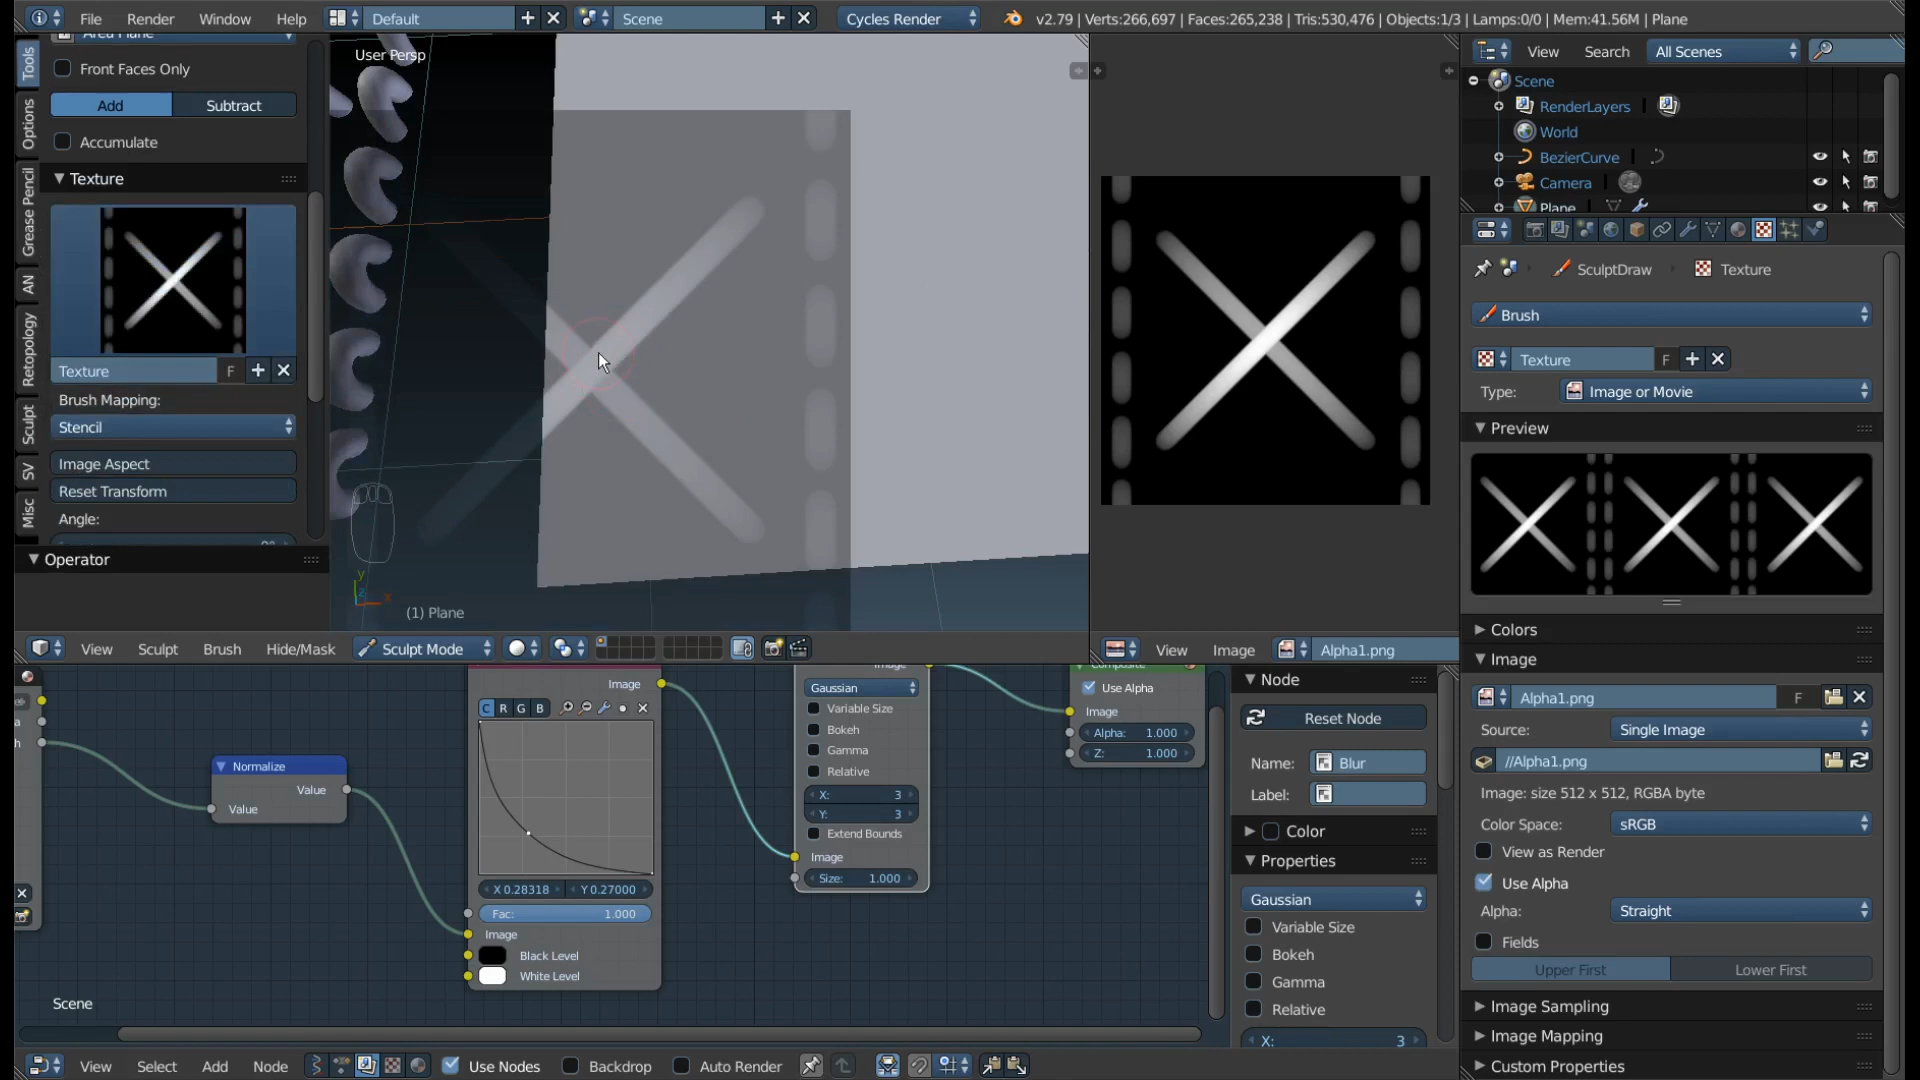 File Render Window Help Default Scene Cycles Render v2.79 | Verts:266,697 | Faces:265,238 | Tris:530,476 | Objects:1/3 | Lamps:0/0 | Mem:41.56M | Plane
Tools
Options
Grease Pencil
AN
Retopology
Sculpt
SV
Misc
Area Plane
Front Faces Only
Add Subtract
Accumulate
Texture
Texture F
Brush Mapping:
Stencil
Image Aspect
Reset Transform
Angle:
Operator
User Persp
(1) Plane
View Sculpt Brush Hide/Mask Sculpt Mode
View Image Alpha1.png
View Search All Scenes
Scene
RenderLayers
World
BezierCurve
Camera
Plane
SculptDraw Texture
Brush
Texture F
Type: Image or Movie
Preview
Colors
Image
Alpha1.png F
Source: Single Image
//Alpha1.png
Image: size 512 x 512, RGBA byte
Color Space: sRGB
View as Render
Use Alpha
Alpha: Straight
Fields
Upper First Lower First
Image Sampling
Image Mapping
Custom Properties
Normalize
Value
Value
Image
C R G B
X 0.28318 Y 0.27000
Fac: 1.000
Image
Black Level
White Level
Image
Gaussian
Variable Size
Bokeh
Gamma
Relative
X: 3
Y: 3
Extend Bounds
Image
Size: 1.000
Composite
Use Alpha
Image
Alpha: 1.000
Z: 1.000
Node
Reset Node
Name: Blur
Label:
Color
Properties
Gaussian
Variable Size
Bokeh
Gamma
Relative
X: 3
Scene
View Select Add Node Use Nodes Backdrop Auto Render